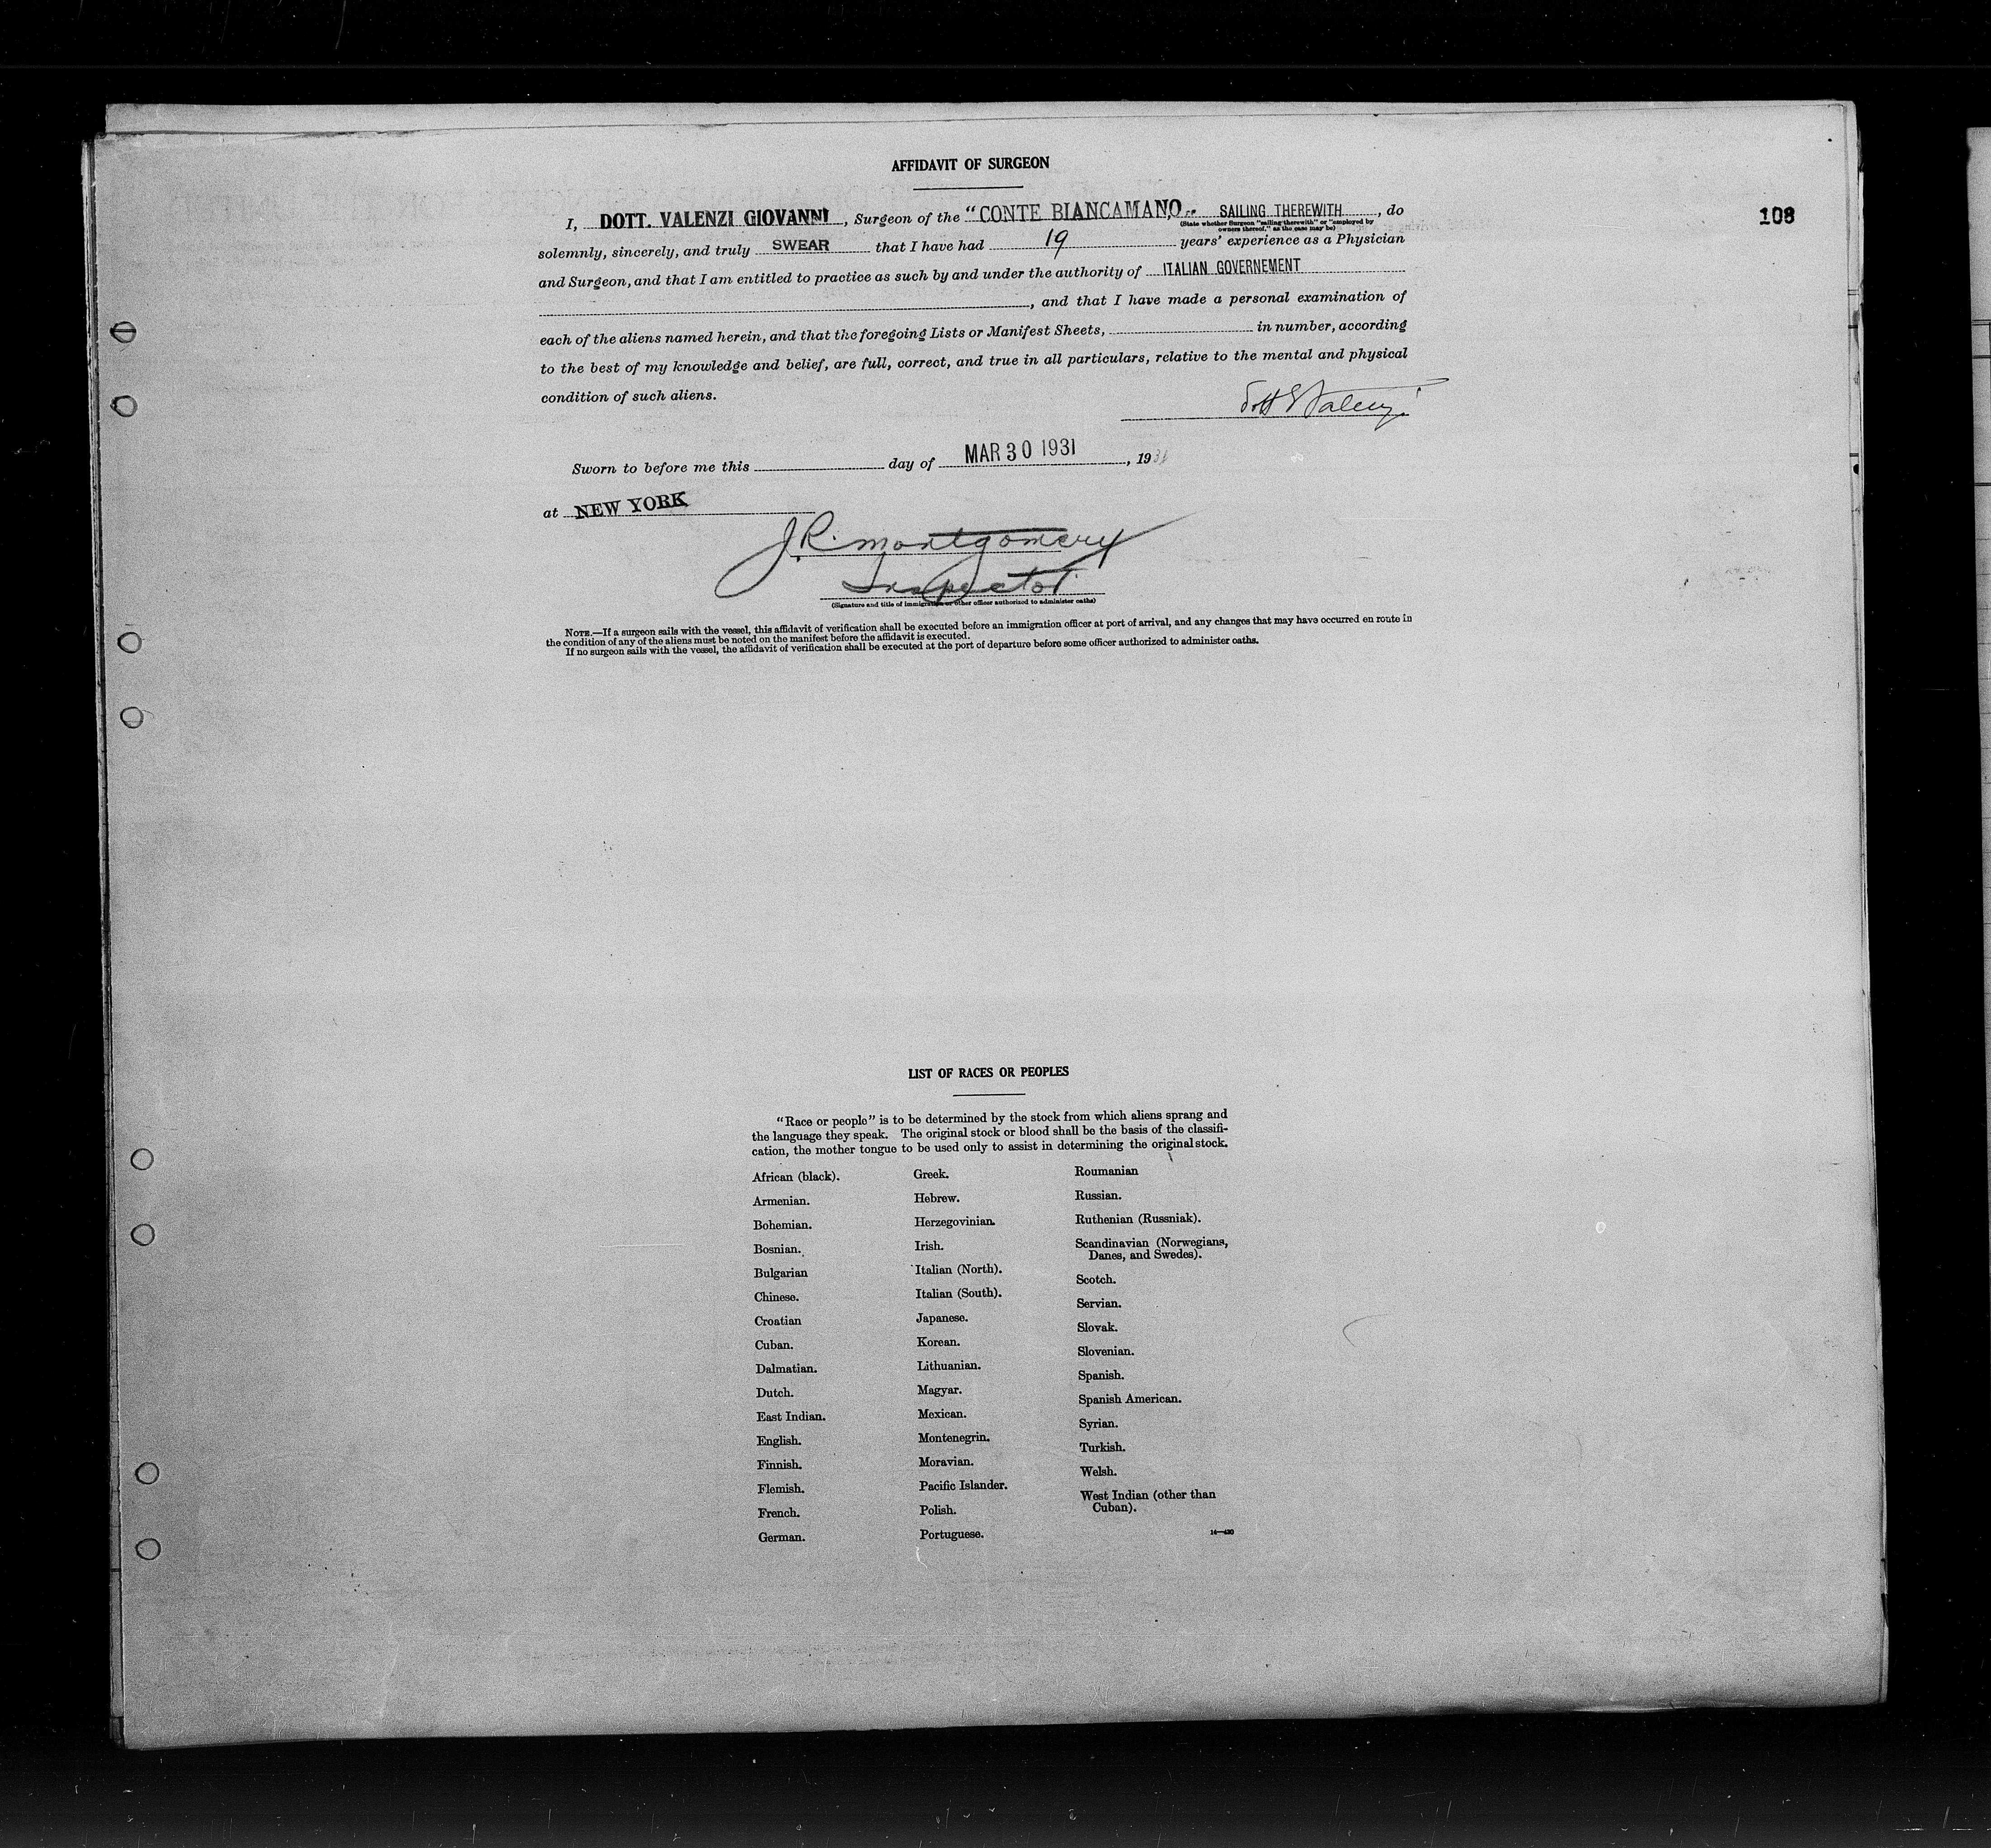 AFFIDAVIT OF SURGEON
108
I, DOTT. VALENZI GIOVANNI, Surgeon of the "CONTE BIANCAMANO" SAILING THEREWITH, do
(State whether Surgeon "sailing therewith" or "employed by
owners thereof," as the case may be)
solemnly, sincerely, and truly SWEAR that I have had 19 years' experience as a Physician
and Surgeon, and that I am entitled to practice as such by and under the authority of ITALIAN GOVERNEMENT
, and that I have made a personal examination of
each of the aliens named herein, and that the foregoing Lists or Manifest Sheets, in number, according
to the best of my knowledge and belief, are full, correct, and true in all particulars, relative to the mental and physical
condition of such aliens.
Dott G Valenzi
Sworn to before me this day of MAR 30 1931, 1931
at NEW YORK
J. R. Montgomery
Inspector
(Signature and title of immigration or other officer authorized to administer oaths)
NOTE.—If a surgeon sails with the vessel, this affidavit of verification shall be executed before an immigration officer at port of arrival, and any changes that may have occurred en route in
the condition of any of the aliens must be noted on the manifest before the affidavit is executed.
If no surgeon sails with the vessel, the affidavit of verification shall be executed at the port of departure before some officer authorized to administer oaths.
LIST OF RACES OR PEOPLES
"Race or people" is to be determined by the stock from which aliens sprang and
the language they speak. The original stock or blood shall be the basis of the classifi-
cation, the mother tongue to be used only to assist in determining the original stock.
African (black).
Armenian.
Bohemian.
Bosnian.
Bulgarian
Chinese.
Croatian
Cuban.
Dalmatian.
Dutch.
East Indian.
English.
Finnish.
Flemish.
French.
German.
Greek.
Hebrew.
Herzegovinian.
Irish.
Italian (North).
Italian (South).
Japanese.
Korean.
Lithuanian.
Magyar.
Mexican.
Montenegrin.
Moravian.
Pacific Islander.
Polish.
Portuguese.
Roumanian
Russian.
Ruthenian (Russniak).
Scandinavian (Norwegians,
Danes, and Swedes).
Scotch.
Servian.
Slovak.
Slovenian.
Spanish.
Spanish American.
Syrian.
Turkish.
Welsh.
West Indian (other than
Cuban).
14—430